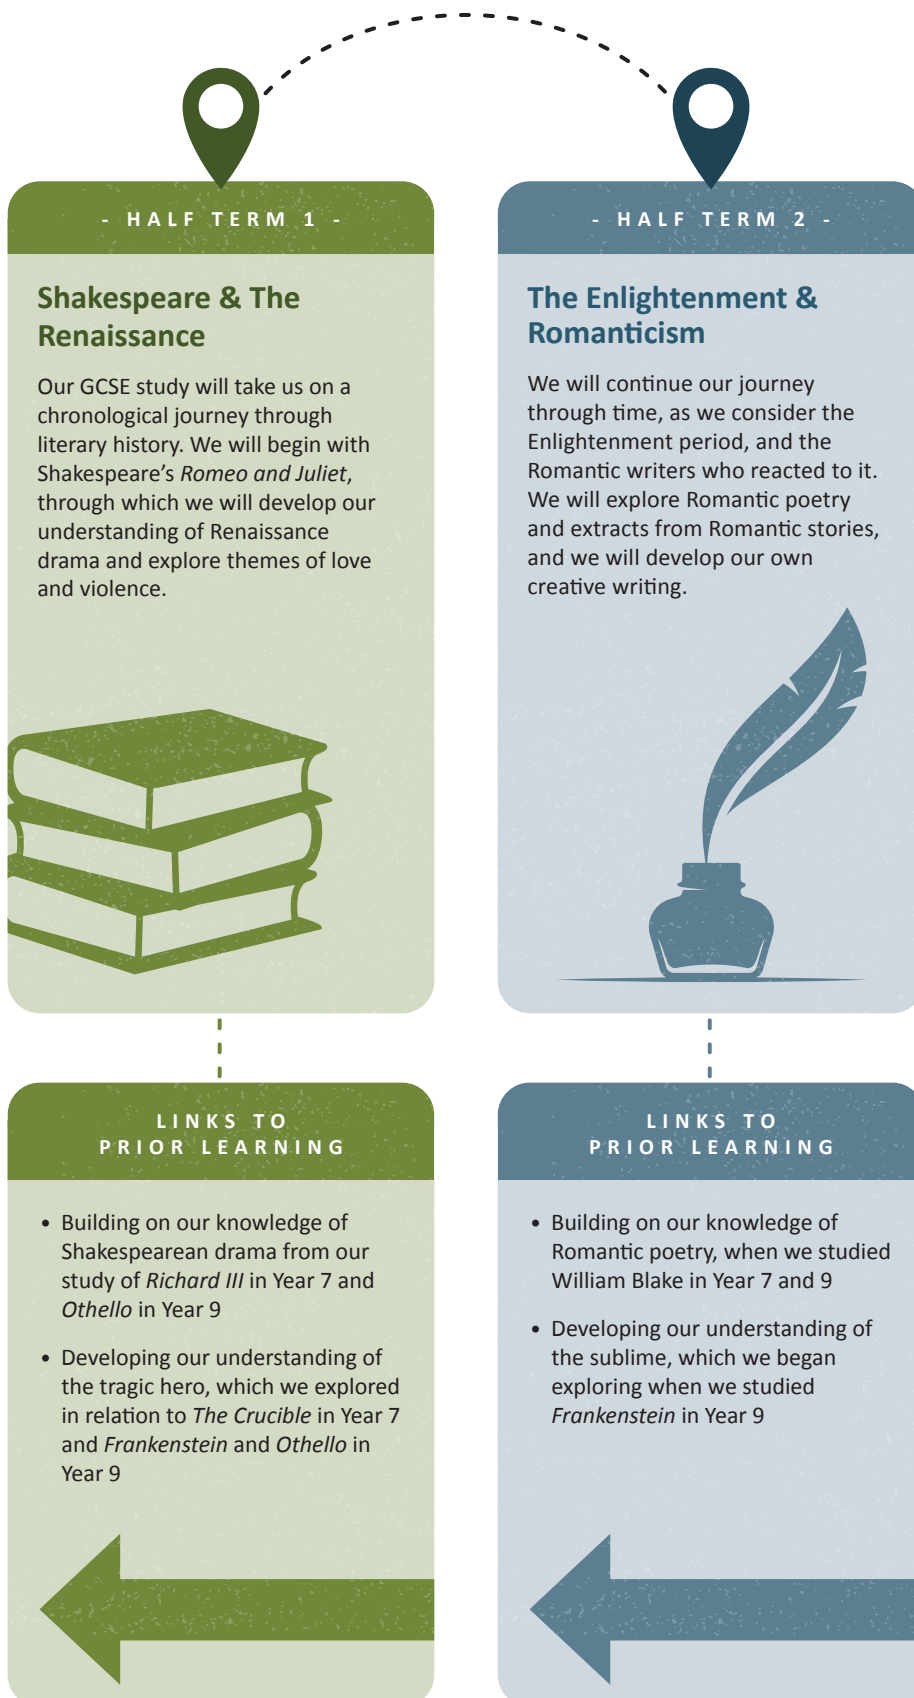 - HALF TERM 1 -
Shakespeare & The
Renaissance
Our GCSE study will take us on a
chronological journey through
literary history. We will begin with
Shakespeare’s Romeo and Juliet,
through which we will develop our
understanding of Renaissance
drama and explore themes of love
and violence.
LINKS TO
PRIOR LEARNING
• Building on our knowledge of
Shakespearean drama from our
study of Richard III in Year 7 and
Othello in Year 9
• Developing our understanding of
the tragic hero, which we explored
in relation to The Crucible in Year 7
and Frankenstein and Othello in
Year 9
- HALF TERM 2 -
The Enlightenment &
Romanticism
We will continue our journey
through time, as we consider the
Enlightenment period, and the
Romantic writers who reacted to it.
We will explore Romantic poetry
and extracts from Romantic stories,
and we will develop our own
creative writing.
LINKS TO
PRIOR LEARNING
• Building on our knowledge of
Romantic poetry, when we studied
William Blake in Year 7 and 9
• Developing our understanding of
the sublime, which we began
exploring when we studied
Frankenstein in Year 9